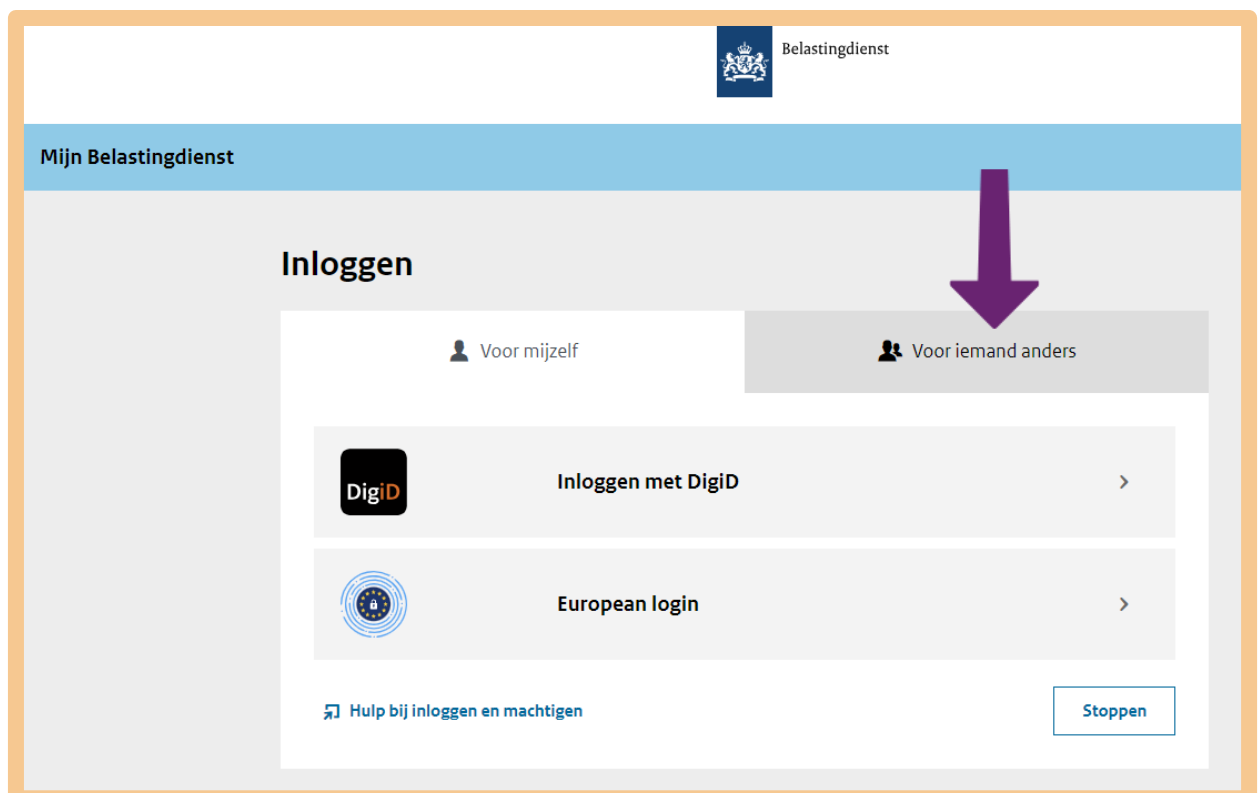 Belastingdienst
Mijn Belastingdienst
Inloggen
Voor mijzelf
Voor iemand anders
DigiD
Inloggen met DigiD
European login
Hulp bij inloggen en machtigen
Stoppen